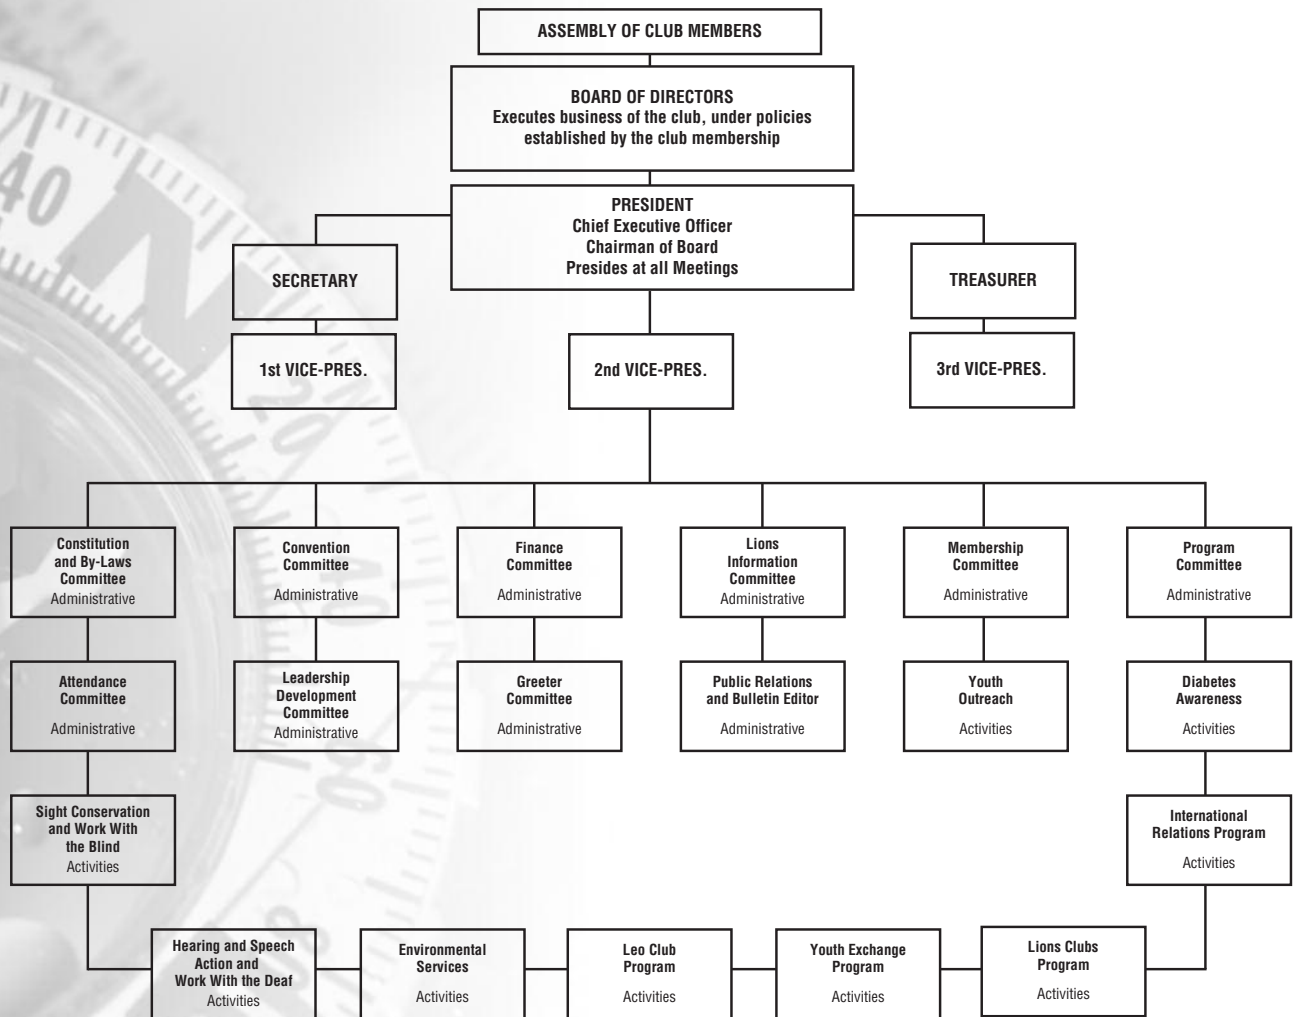 ASSEMBLY OF CLUB MEMBERS
BOARD OF DIRECTORS
Executes business of the club, under policies
established by the club membership
PRESIDENT
Chief Executive Officer
Chairman of Board
Presides at all Meetings
SECRETARY
TREASURER
1st VICE-PRES.
2nd VICE-PRES.
3rd VICE-PRES.
Constitution
and By-Laws
Committee
Administrative
Convention
Committee
Administrative
Finance
Committee
Administrative
Lions
Information
Committee
Administrative
Membership
Committee
Administrative
Program
Committee
Administrative
Attendance
Committee
Administrative
Leadership
Development
Committee
Administrative
Greeter
Committee
Administrative
Public Relations
and Bulletin Editor
Administrative
Youth
Outreach
Activities
Diabetes
Awareness
Activities
Sight Conservation
and Work With
the Blind
Activities
International
Relations Program
Activities
Hearing and Speech
Action and
Work With the Deaf
Activities
Environmental
Services
Activities
Leo Club
Program
Activities
Youth Exchange
Program
Activities
Lions Clubs
Program
Activities
40
N
20
40
60